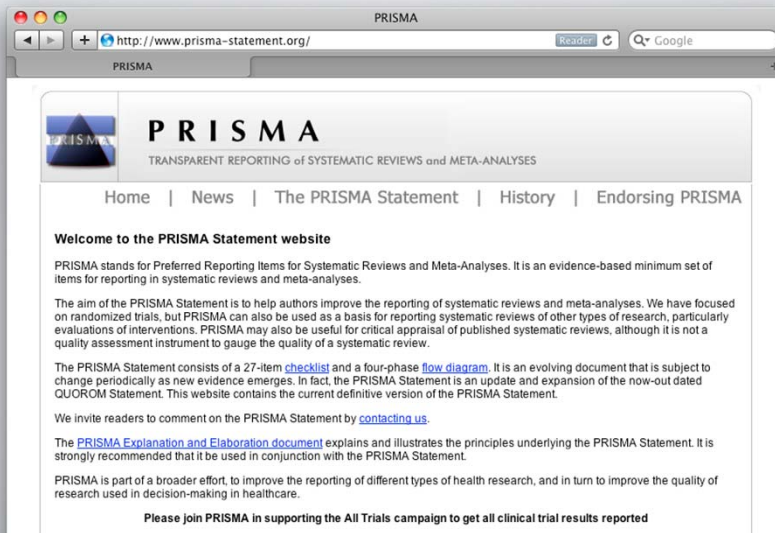 PRISMA
http://www.prisma-statement.org/
Reader
Google
PRISMA
PRISMA
P R I S M A
TRANSPARENT REPORTING of SYSTEMATIC REVIEWS and META-ANALYSES
Home | News | The PRISMA Statement | History | Endorsing PRISMA
Welcome to the PRISMA Statement website
PRISMA stands for Preferred Reporting Items for Systematic Reviews and Meta-Analyses. It is an evidence-based minimum set of
items for reporting in systematic reviews and meta-analyses.
The aim of the PRISMA Statement is to help authors improve the reporting of systematic reviews and meta-analyses. We have focused
on randomized trials, but PRISMA can also be used as a basis for reporting systematic reviews of other types of research, particularly
evaluations of interventions. PRISMA may also be useful for critical appraisal of published systematic reviews, although it is not a
quality assessment instrument to gauge the quality of a systematic review.
The PRISMA Statement consists of a 27-item checklist and a four-phase flow diagram. It is an evolving document that is subject to
change periodically as new evidence emerges. In fact, the PRISMA Statement is an update and expansion of the now-out dated
QUOROM Statement. This website contains the current definitive version of the PRISMA Statement.
We invite readers to comment on the PRISMA Statement by contacting us.
The PRISMA Explanation and Elaboration document explains and illustrates the principles underlying the PRISMA Statement. It is
strongly recommended that it be used in conjunction with the PRISMA Statement.
PRISMA is part of a broader effort, to improve the reporting of different types of health research, and in turn to improve the quality of
research used in decision-making in healthcare.
Please join PRISMA in supporting the All Trials campaign to get all clinical trial results reported